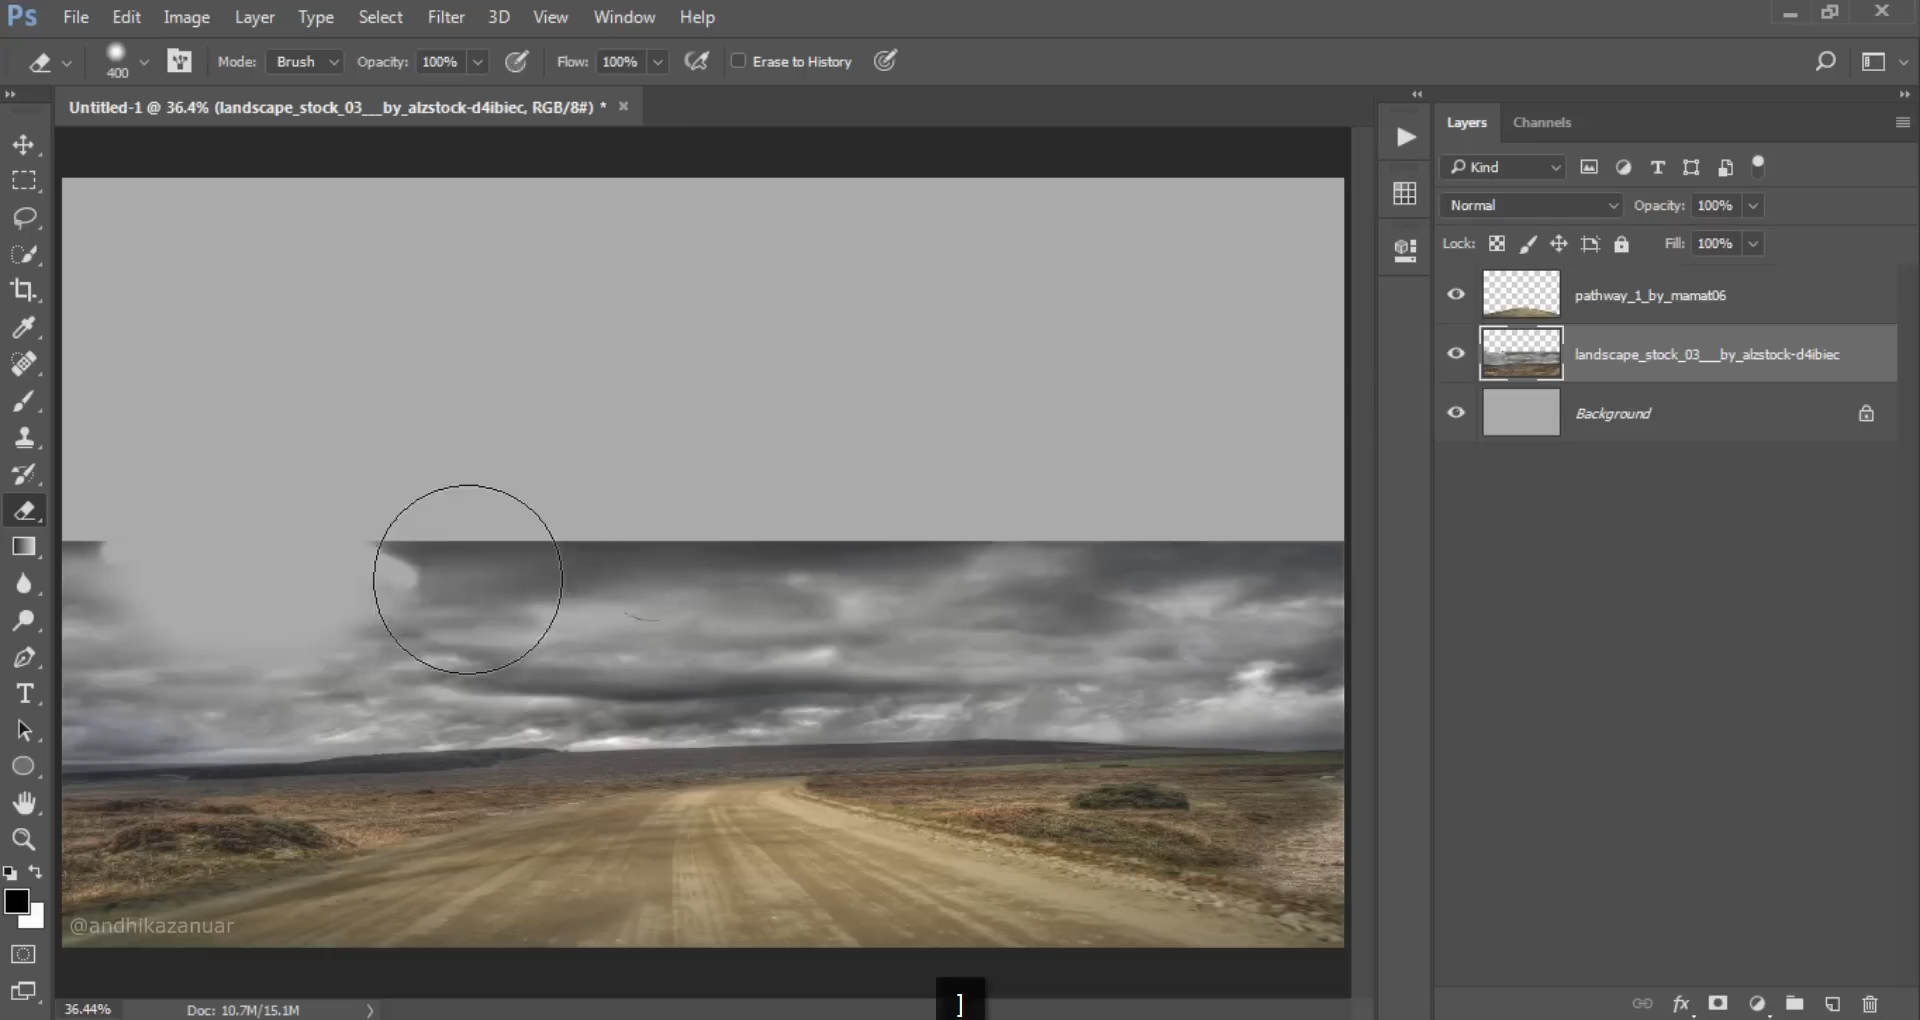 Ps File Edit Image Layer Type Select Filter 3D View Window Help
400 Mode: Brush Opacity: 100% Flow: 100% Erase to History
Untitled-1 @ 36.4% (landscape_stock_03___by_alzstock-d4ibiec, RGB/8#) * ×
Layers Channels
Kind
Normal Opacity: 100%
Lock: Fill: 100%
pathway_1_by_mamat06
landscape_stock_03___by_alzstock-d4ibiec
Background
@andhikazanuar
]
36.44% Doc: 10.7M/15.1M